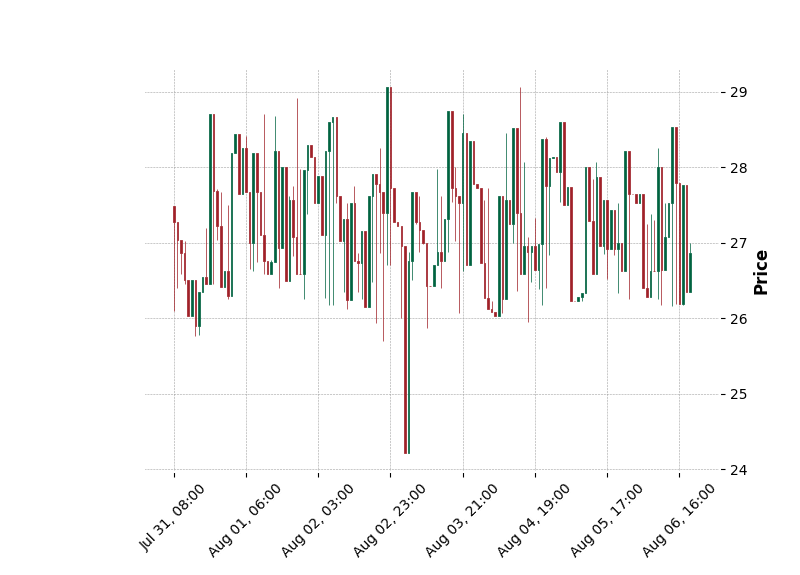 29
28
27
26
25
24
Price
Jul 31, 08:00
Aug 01, 06:00
Aug 02, 03:00
Aug 02, 23:00
Aug 03, 21:00
Aug 04, 19:00
Aug 05, 17:00
Aug 06, 16:00